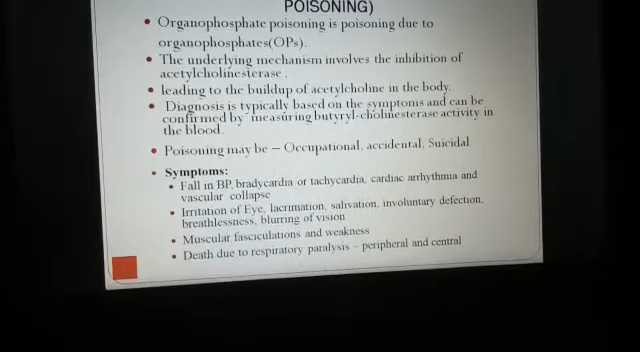 POISONING)
• Organophosphate poisoning is poisoning due to
organophosphates(OPs).
• The underlying mechanism involves the inhibition of
acetylcholinesterase .
• leading to the buildup of acetylcholine in the body.
• Diagnosis is typically based on the symptoms and can be
confirmed by measuring butyryl-cholinesterase activity in
the blood.
• Poisoning may be – Occupational, accidental, Suicidal
• Symptoms:
• Fall in BP, bradycardia or tachycardia, cardiac arrhythmia and
vascular collapse
• Irritation of Eye, lacrimation, salivation, involuntary defection,
breathlessness, blurring of vision
• Muscular fasciculations and weakness
• Death due to respiratory paralysis – peripheral and central